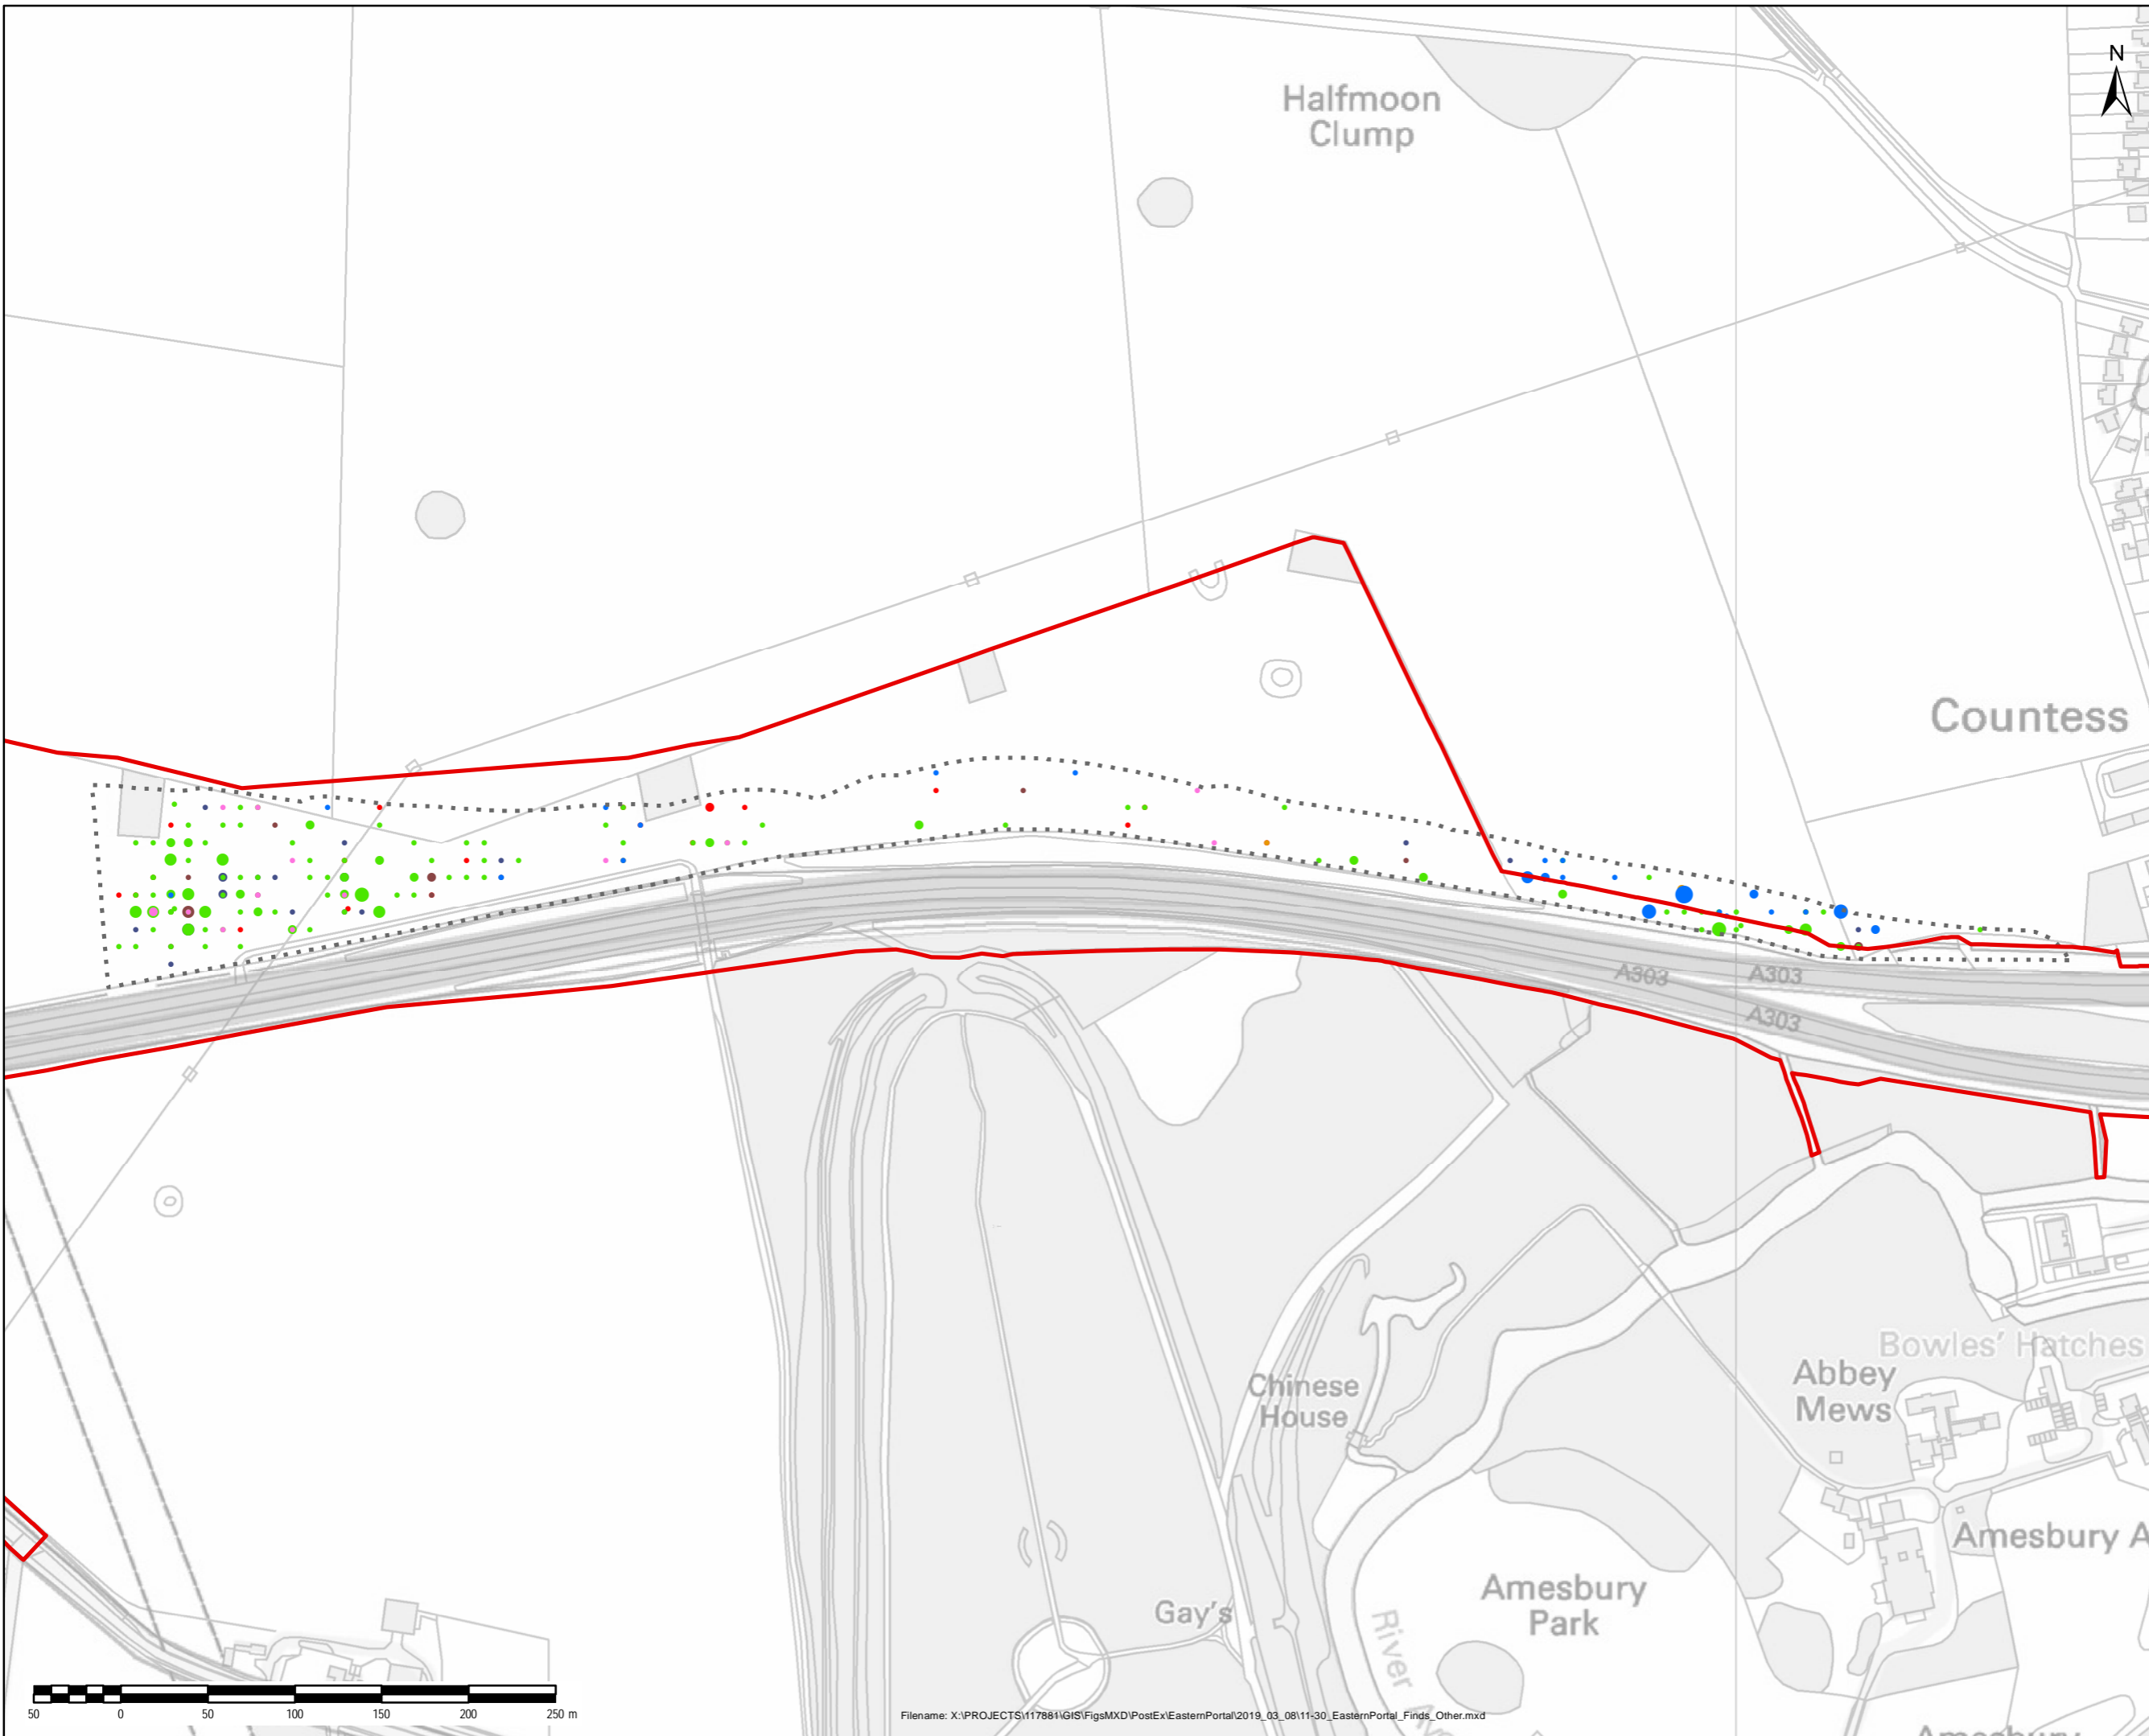 N
Halfmoon
Clump
Countess
A303
A303
A303
Bowles' Hatches
Abbey
Mews
Chinese
House
Amesbury A
Amesbury
Park
Gay's
River
50 0 50 100 150 200 250 m
Filename: X:\PROJECTS\117881\GIS\FigsMXD\PostEx\EasternPortal\2019_03_08\11-30_EasternPortal_Finds_Other.mxd
Amesbury